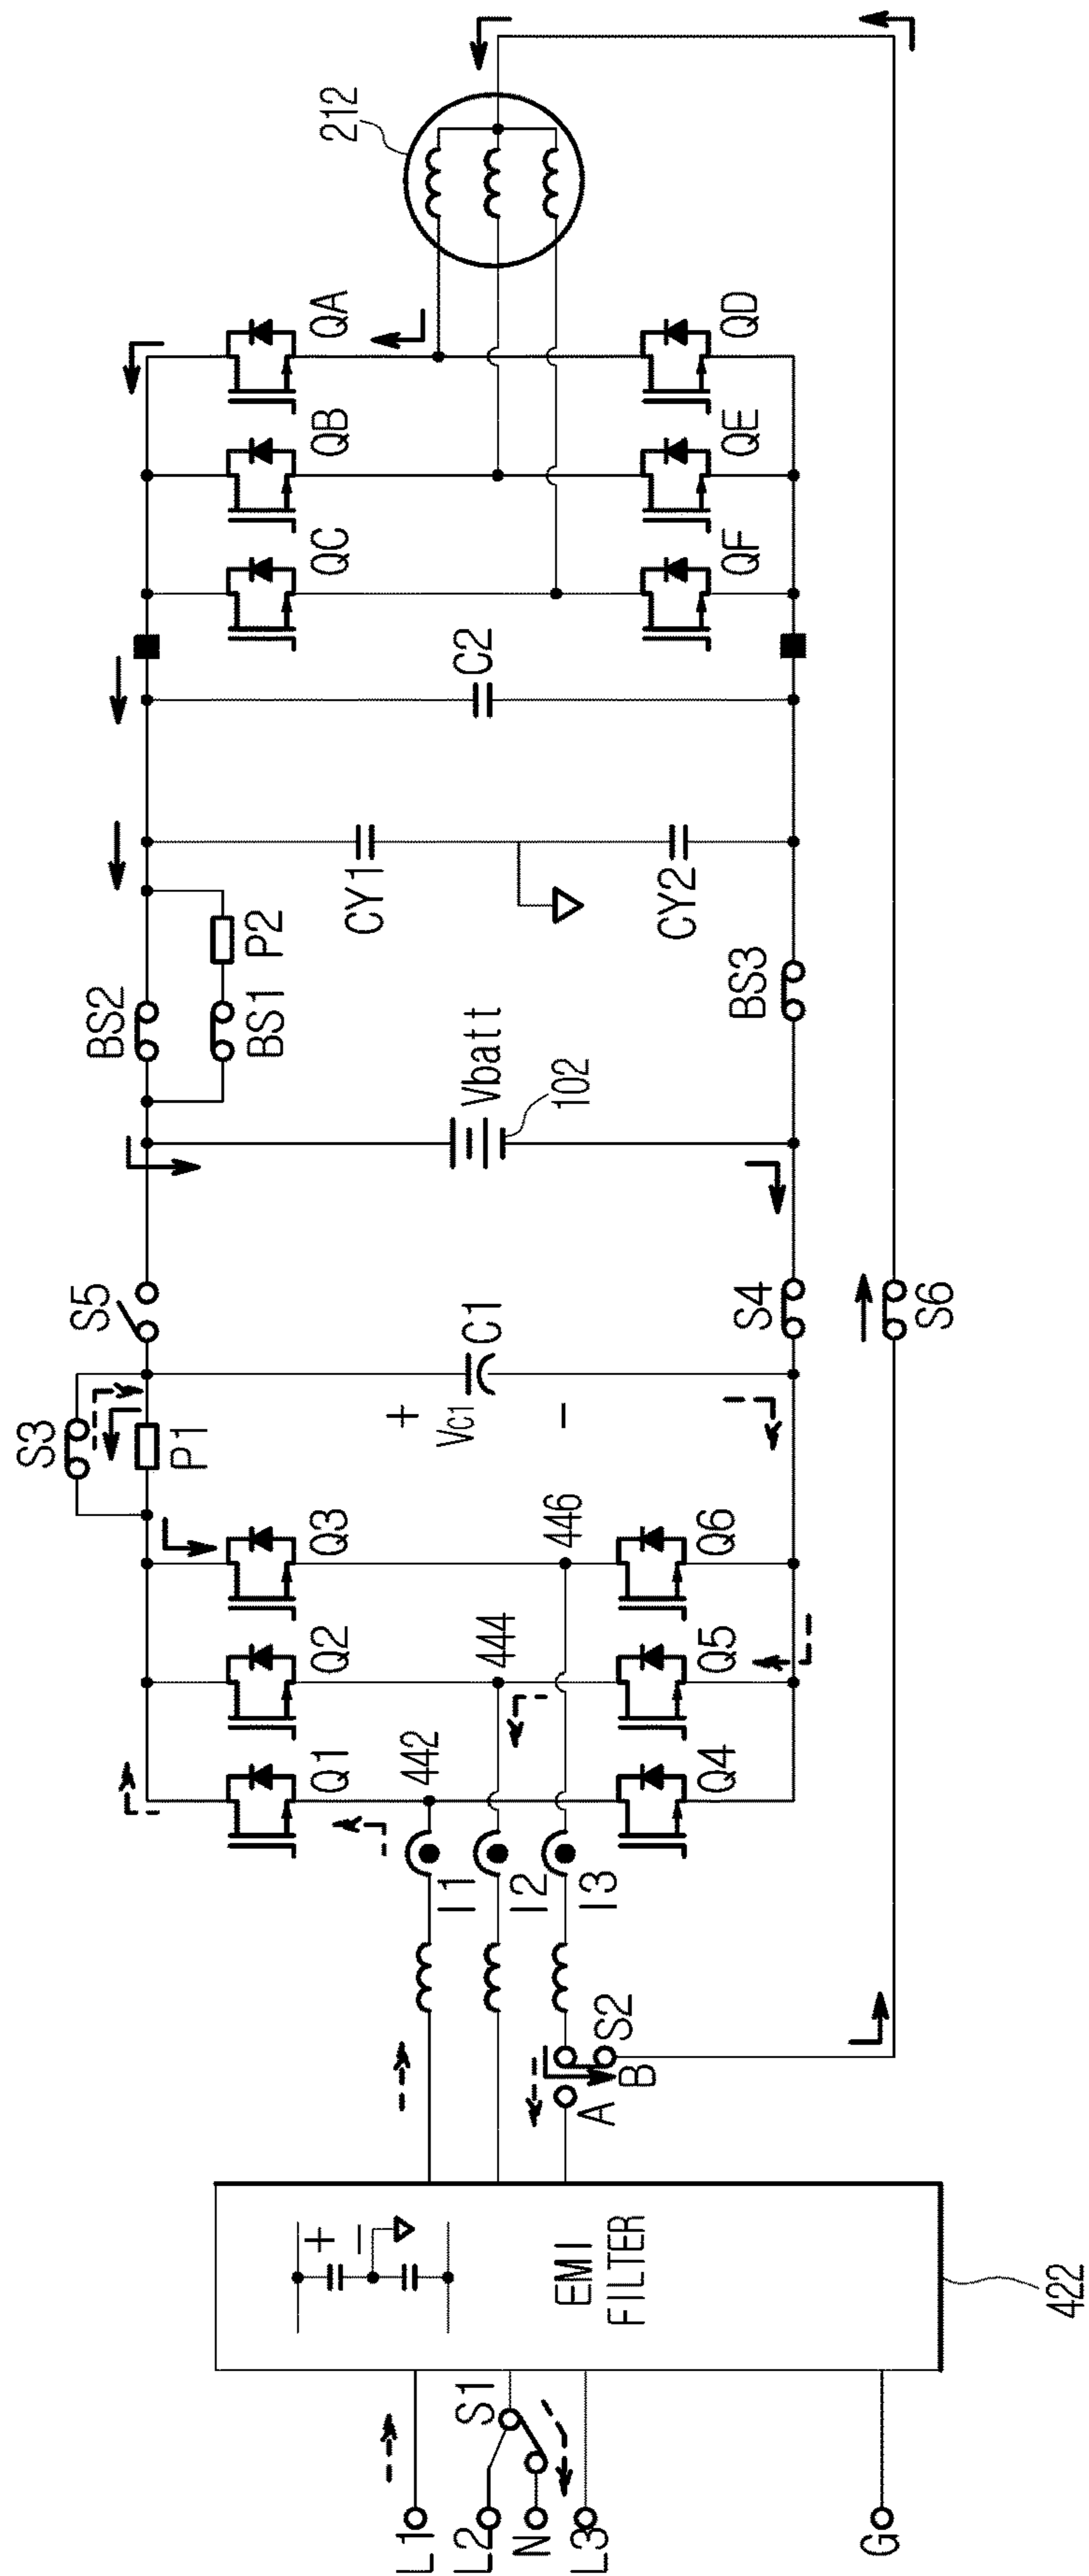 212
S3
S5
BS2
P1
BS1
P2
Q1
Q2
Q3
QC
QB
QA
+
Vc1
−
C1
Vbatt
102
CY1
C2
442
444
446
L1
L2
N
L3
S1
+
−
EMI
FILTER
I1
I2
I3
A
B
S2
Q4
Q5
Q6
S4
BS3
CY2
QF
QE
QD
G
S6
422